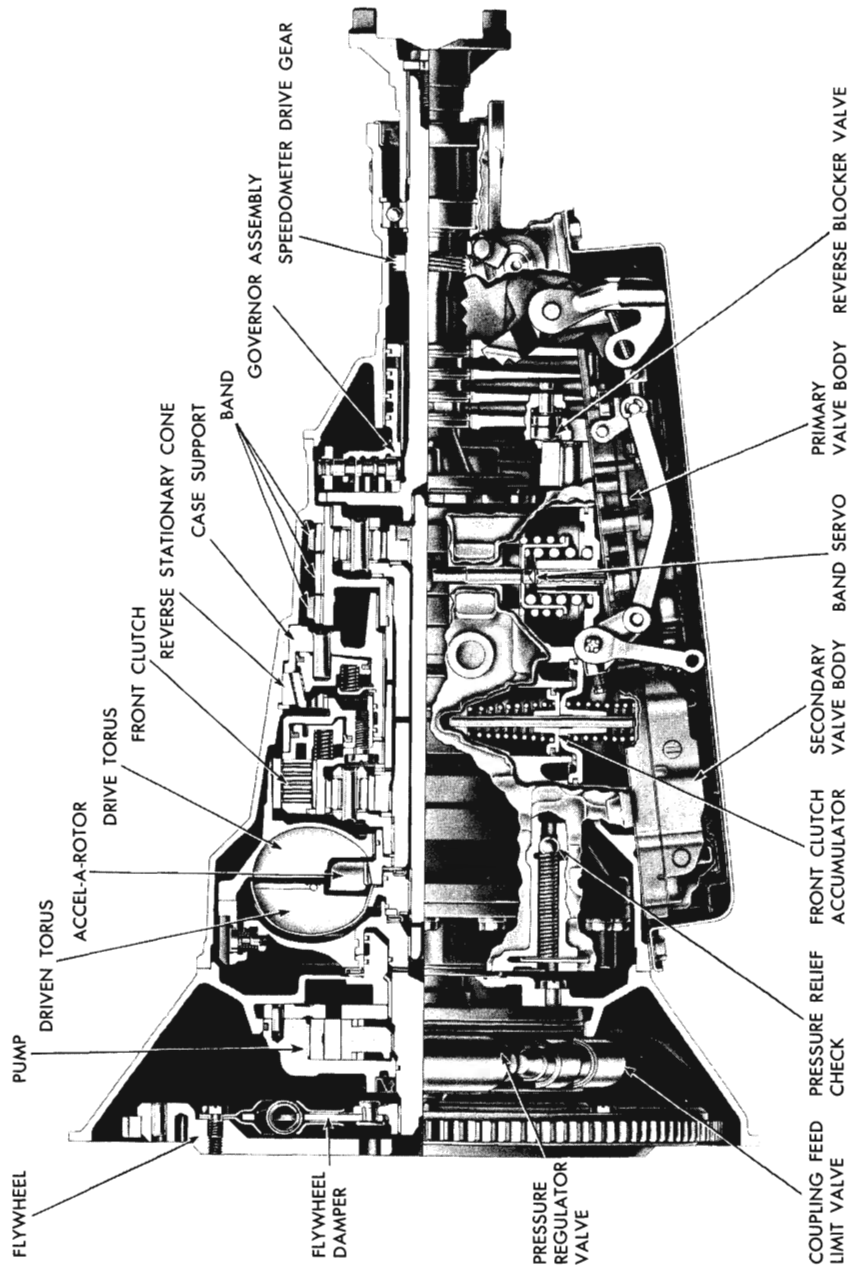 FLYWHEEL
PUMP
DRIVEN TORUS
ACCEL-A-ROTOR
DRIVE TORUS
FRONT CLUTCH
REVERSE STATIONARY CONE
CASE SUPPORT
BAND
GOVERNOR ASSEMBLY
SPEEDOMETER DRIVE GEAR
FLYWHEEL
DAMPER
PRESSURE
REGULATOR
VALVE
COUPLING FEED
LIMIT VALVE
PRESSURE RELIEF
CHECK
FRONT CLUTCH
ACCUMULATOR
SECONDARY
VALVE BODY
BAND SERVO
PRIMARY
VALVE BODY
REVERSE BLOCKER VALVE